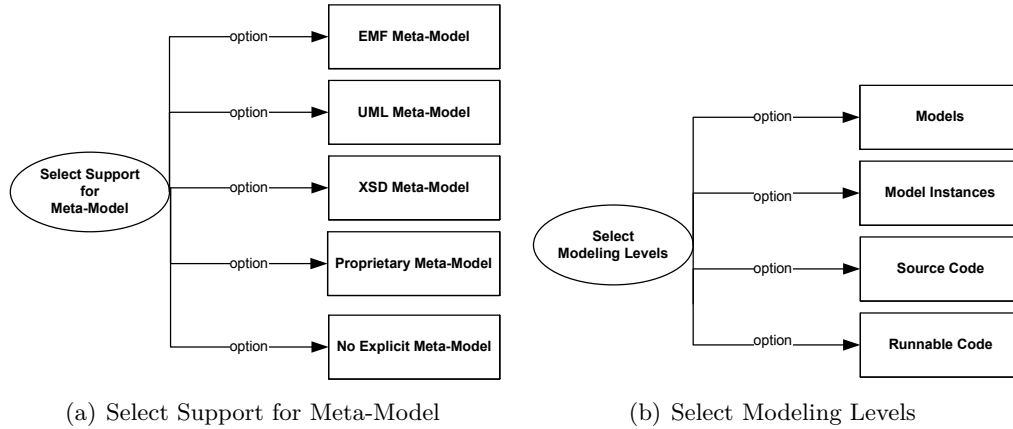 option
EMF Meta-Model
option
UML Meta-Model
Select Support
for
Meta-Model
option
XSD Meta-Model
option
Proprietary Meta-Model
option
No Explicit Meta-Model
(a) Select Support for Meta-Model
option
Models
option
Model Instances
Select
Modeling Levels
option
Source Code
option
Runnable Code
(b) Select Modeling Levels